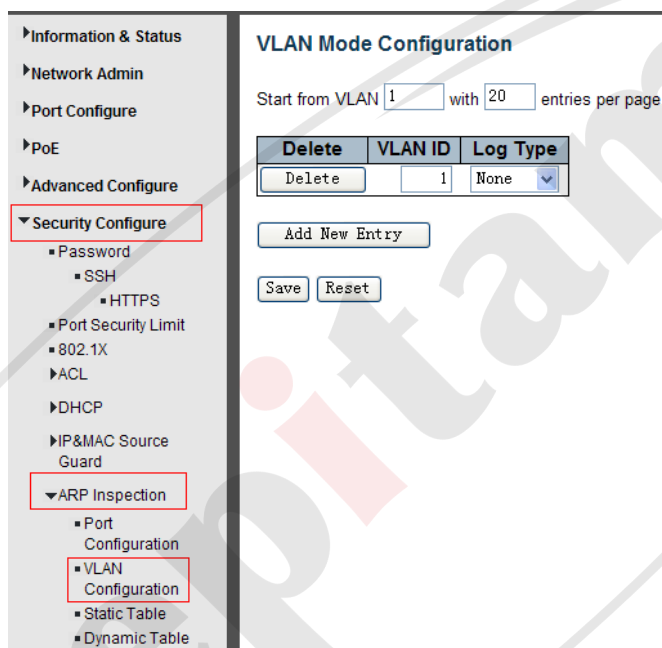 Information & Status
Network Admin
Port Configure
PoE
Advanced Configure
Security Configure
Password
SSH
HTTPS
Port Security Limit
802.1X
ACL
DHCP
IP&MAC Source
Guard
ARP Inspection
Port
Configuration
VLAN
Configuration
Static Table
Dynamic Table
VLAN Mode Configuration
Start from VLAN 1 with 20 entries per page
Delete VLAN ID Log Type
Delete 1 None
Add New Entry
Save Reset